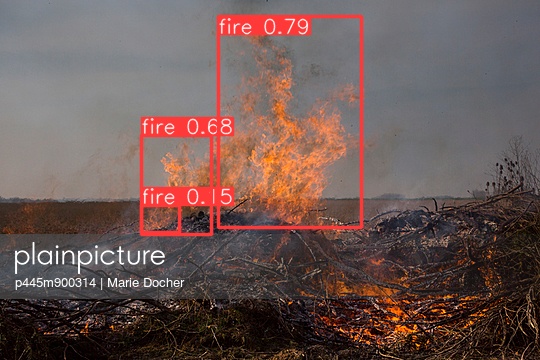 fire 0.79
fire 0.68
fire 0.15
plainpicture
p445m900314 | Marie Docher